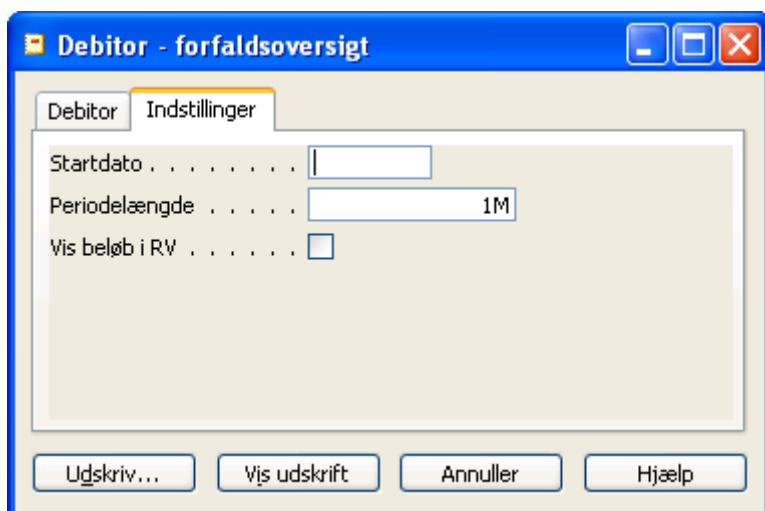 Debitor - forfaldsoversigt
Debitor Indstillinger
Startdato . . . . . . . .
Periodelængde . . . . . 1M
Vis beløb i RV . . . . . .
Udskriv... Vis udskrift Annuller Hjælp